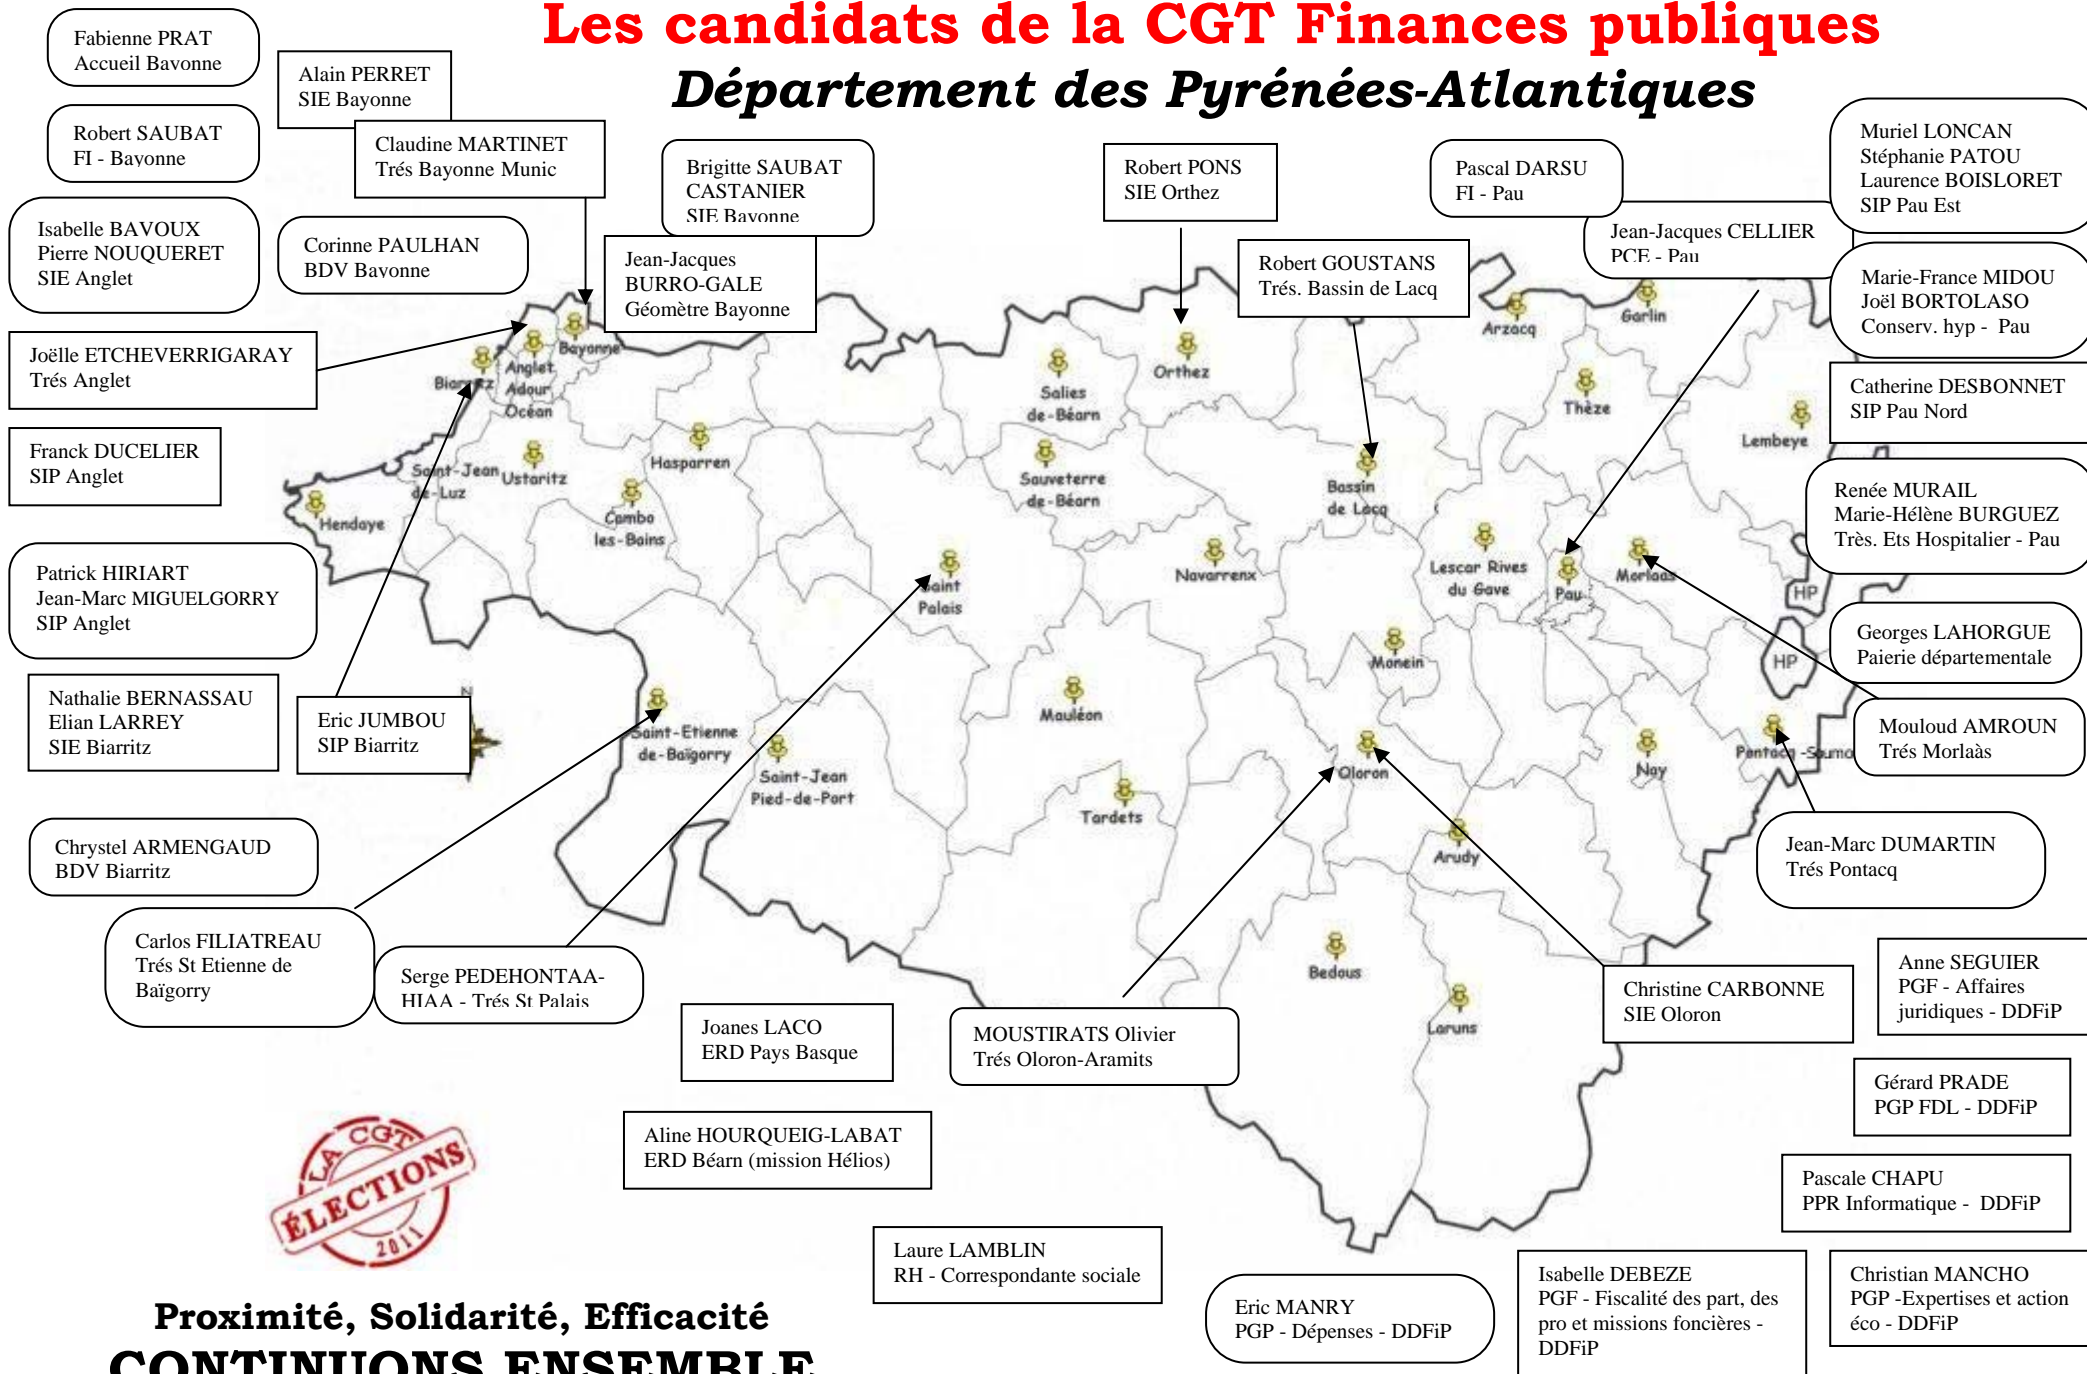 Les candidats de la CGT Finances publiques
Département des Pyrénées-Atlantiques
Fabienne PRAT
Accueil Bayonne
Alain PERRET
SIE Bayonne
Robert SAUBAT
FI - Bayonne
Claudine MARTINET
Trés Bayonne Munic
Brigitte SAUBAT
CASTANIER
SIE Bayonne
Robert PONS
SIE Orthez
Pascal DARSU
FI - Pau
Muriel LONCAN
Stéphanie PATOU
Laurence BOISLORET
SIP Pau Est
Isabelle BAVOUX
Pierre NOUQUERET
SIE Anglet
Corinne PAULHAN
BDV Bayonne
Jean-Jacques
BURRO-GALE
Géomètre Bayonne
Robert GOUSTANS
Trés. Bassin de Lacq
Jean-Jacques CELLIER
PCE - Pau
Marie-France MIDOU
Joël BORTOLASO
Conserv. hyp - Pau
Joëlle ETCHEVERRIGARAY
Trés Anglet
Catherine DESBONNET
SIP Pau Nord
Franck DUCELIER
SIP Anglet
Renée MURAIL
Marie-Hélène BURGUEZ
Très. Ets Hospitalier - Pau
Patrick HIRIART
Jean-Marc MIGUELGORRY
SIP Anglet
Georges LAHORGUE
Paierie départementale
Nathalie BERNASSAU
Elian LARREY
SIE Biarritz
Eric JUMBOU
SIP Biarritz
Mouloud AMROUN
Trés Morlaàs
Chrystel ARMENGAUD
BDV Biarritz
Jean-Marc DUMARTIN
Trés Pontacq
Carlos FILIATREAU
Trés St Etienne de
Baïgorry
Serge PEDEHONTAA-
HIAA - Trés St Palais
Joanes LACO
ERD Pays Basque
MOUSTIRATS Olivier
Trés Oloron-Aramits
Christine CARBONNE
SIE Oloron
Anne SEGUIER
PGF - Affaires
juridiques - DDFiP
Gérard PRADE
PGP FDL - DDFiP
Aline HOURQUEIG-LABAT
ERD Béarn (mission Hélios)
Pascale CHAPU
PPR Informatique - DDFiP
Laure LAMBLIN
RH - Correspondante sociale
Eric MANRY
PGP - Dépenses - DDFiP
Isabelle DEBEZE
PGF - Fiscalité des part, des
pro et missions foncières -
DDFiP
Christian MANCHO
PGP -Expertises et action
éco - DDFiP
Bayonne
Biarritz
Anglet
Adour
Océan
Saint-Jean
de-Luz
Ustaritz
Hendaye
Cambo
les-Bains
Hasparren
Salies
de-Béarn
Orthez
Arzacq
Garlin
Thèze
Lembeye
Sauveterre
de-Béarn
Bassin
de Lacq
Navarrenx
Lescar Rives
du Gave
Pau
Morlaas
HP
HP
Saint
Palais
Monein
Mauléon
Saint-Etienne
de-Baïgorry
Saint-Jean
Pied-de-Port
Tardets
Oloron
Nay
Pontacq -Soumo
Arudy
Bedous
Laruns
N
LA CGT
ÉLECTIONS
2011
Proximité, Solidarité, Efficacité
CONTINUONS ENSEMBLE